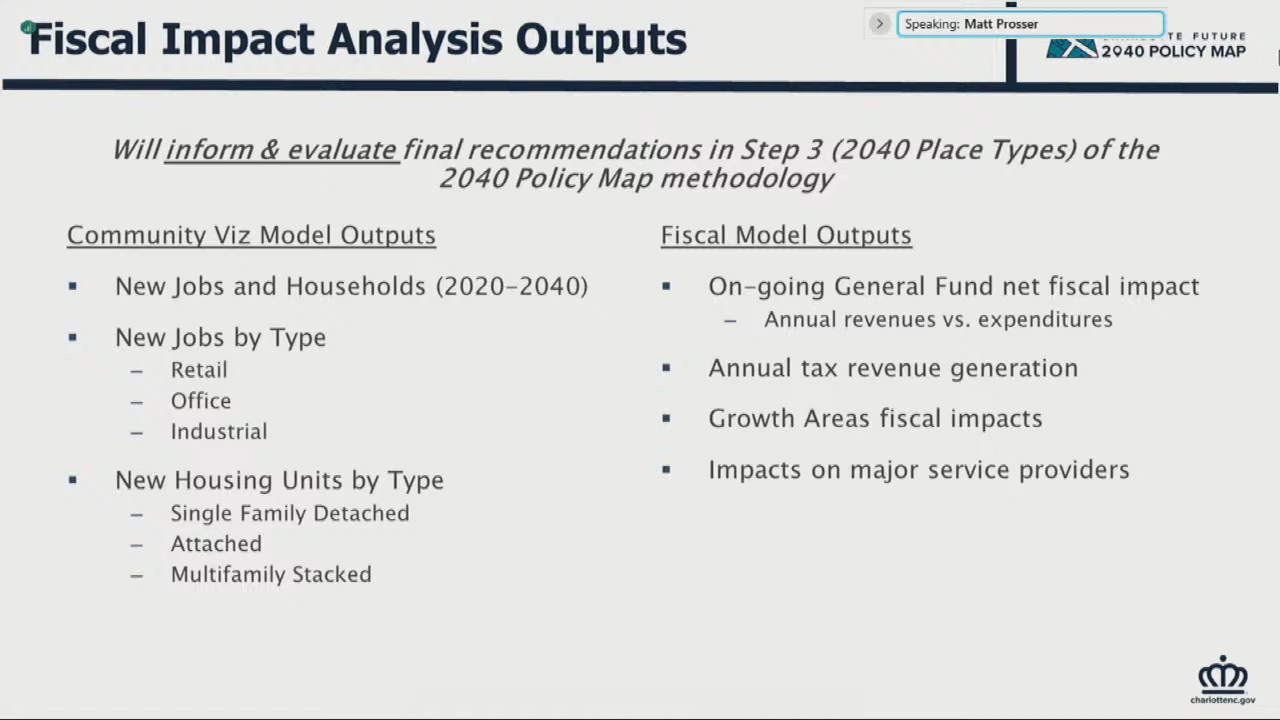 Fiscal Impact Analysis Outputs
Speaking: Matt Prosser
TE FUTURE
2040 POLICY MAP
Will inform & evaluate final recommendations in Step 3 (2040 Place Types) of the
2040 Policy Map methodology
Community Viz Model Outputs
▪ New Jobs and Households (2020-2040)
▪ New Jobs by Type
– Retail
– Office
– Industrial
▪ New Housing Units by Type
– Single Family Detached
– Attached
– Multifamily Stacked
Fiscal Model Outputs
▪ On-going General Fund net fiscal impact
– Annual revenues vs. expenditures
▪ Annual tax revenue generation
▪ Growth Areas fiscal impacts
▪ Impacts on major service providers
charlottenc.gov